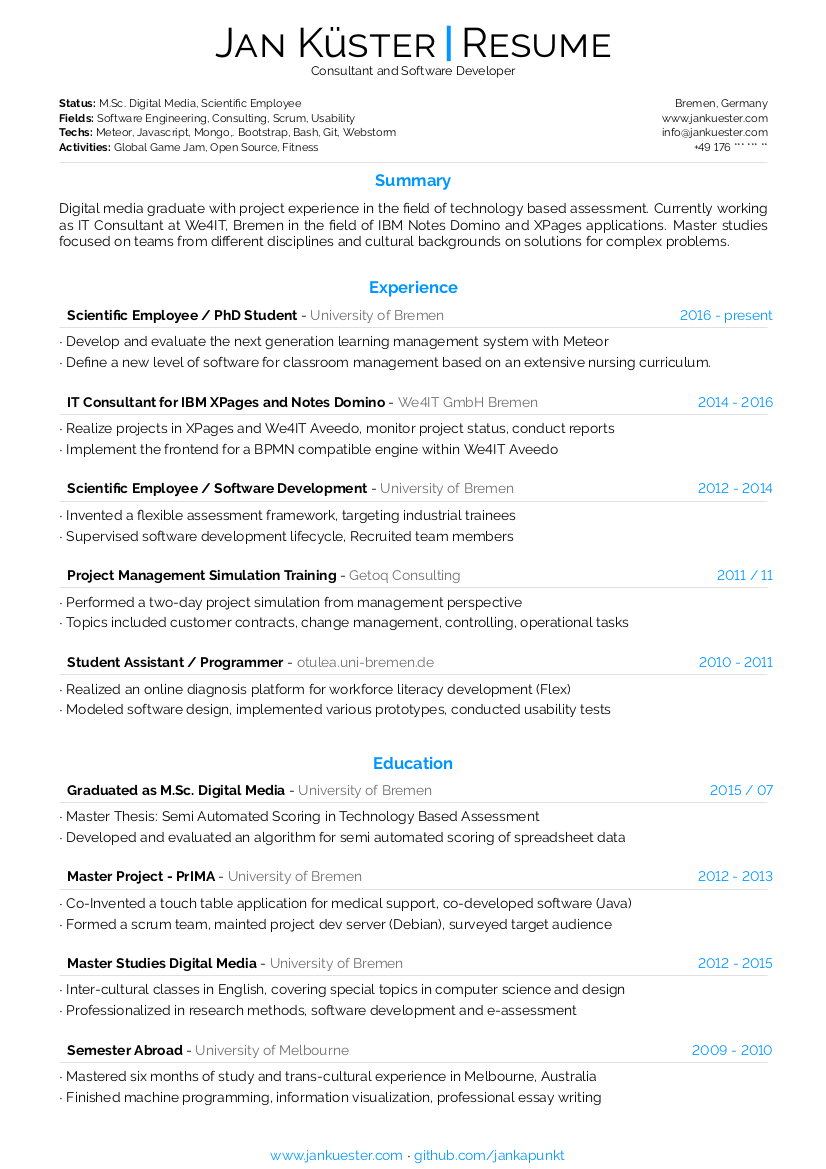 Jan Küster | Resume
Consultant and Software Developer
Status: M.Sc. Digital Media, Scientific Employee
Fields: Software Engineering, Consulting, Scrum, Usability
Techs: Meteor, Javascript, Mongo,. Bootstrap, Bash, Git, Webstorm
Activities: Global Game Jam, Open Source, Fitness
Bremen, Germany
www.jankuester.com
info@jankuester.com
+49 176 *** *** **
Summary
Digital media graduate with project experience in the field of technology based assessment. Currently working
as IT Consultant at We4IT, Bremen in the field of IBM Notes Domino and XPages applications. Master studies
focused on teams from different disciplines and cultural backgrounds on solutions for complex problems.
Experience
Scientific Employee / PhD Student - University of Bremen 2016 - present
· Develop and evaluate the next generation learning management system with Meteor
· Define a new level of software for classroom management based on an extensive nursing curriculum.
IT Consultant for IBM XPages and Notes Domino - We4IT GmbH Bremen 2014 - 2016
· Realize projects in XPages and We4IT Aveedo, monitor project status, conduct reports
· Implement the frontend for a BPMN compatible engine within We4IT Aveedo
Scientific Employee / Software Development - University of Bremen 2012 - 2014
· Invented a flexible assessment framework, targeting industrial trainees
· Supervised software development lifecycle, Recruited team members
Project Management Simulation Training - Getoq Consulting 2011 / 11
· Performed a two-day project simulation from management perspective
· Topics included customer contracts, change management, controlling, operational tasks
Student Assistant / Programmer - otulea.uni-bremen.de 2010 - 2011
· Realized an online diagnosis platform for workforce literacy development (Flex)
· Modeled software design, implemented various prototypes, conducted usability tests
Education
Graduated as M.Sc. Digital Media - University of Bremen 2015 / 07
· Master Thesis: Semi Automated Scoring in Technology Based Assessment
· Developed and evaluated an algorithm for semi automated scoring of spreadsheet data
Master Project - PrIMA - University of Bremen 2012 - 2013
· Co-Invented a touch table application for medical support, co-developed software (Java)
· Formed a scrum team, mainted project dev server (Debian), surveyed target audience
Master Studies Digital Media - University of Bremen 2012 - 2015
· Inter-cultural classes in English, covering special topics in computer science and design
· Professionalized in research methods, software development and e-assessment
Semester Abroad - University of Melbourne 2009 - 2010
· Mastered six months of study and trans-cultural experience in Melbourne, Australia
· Finished machine programming, information visualization, professional essay writing
www.jankuester.com · github.com/jankapunkt